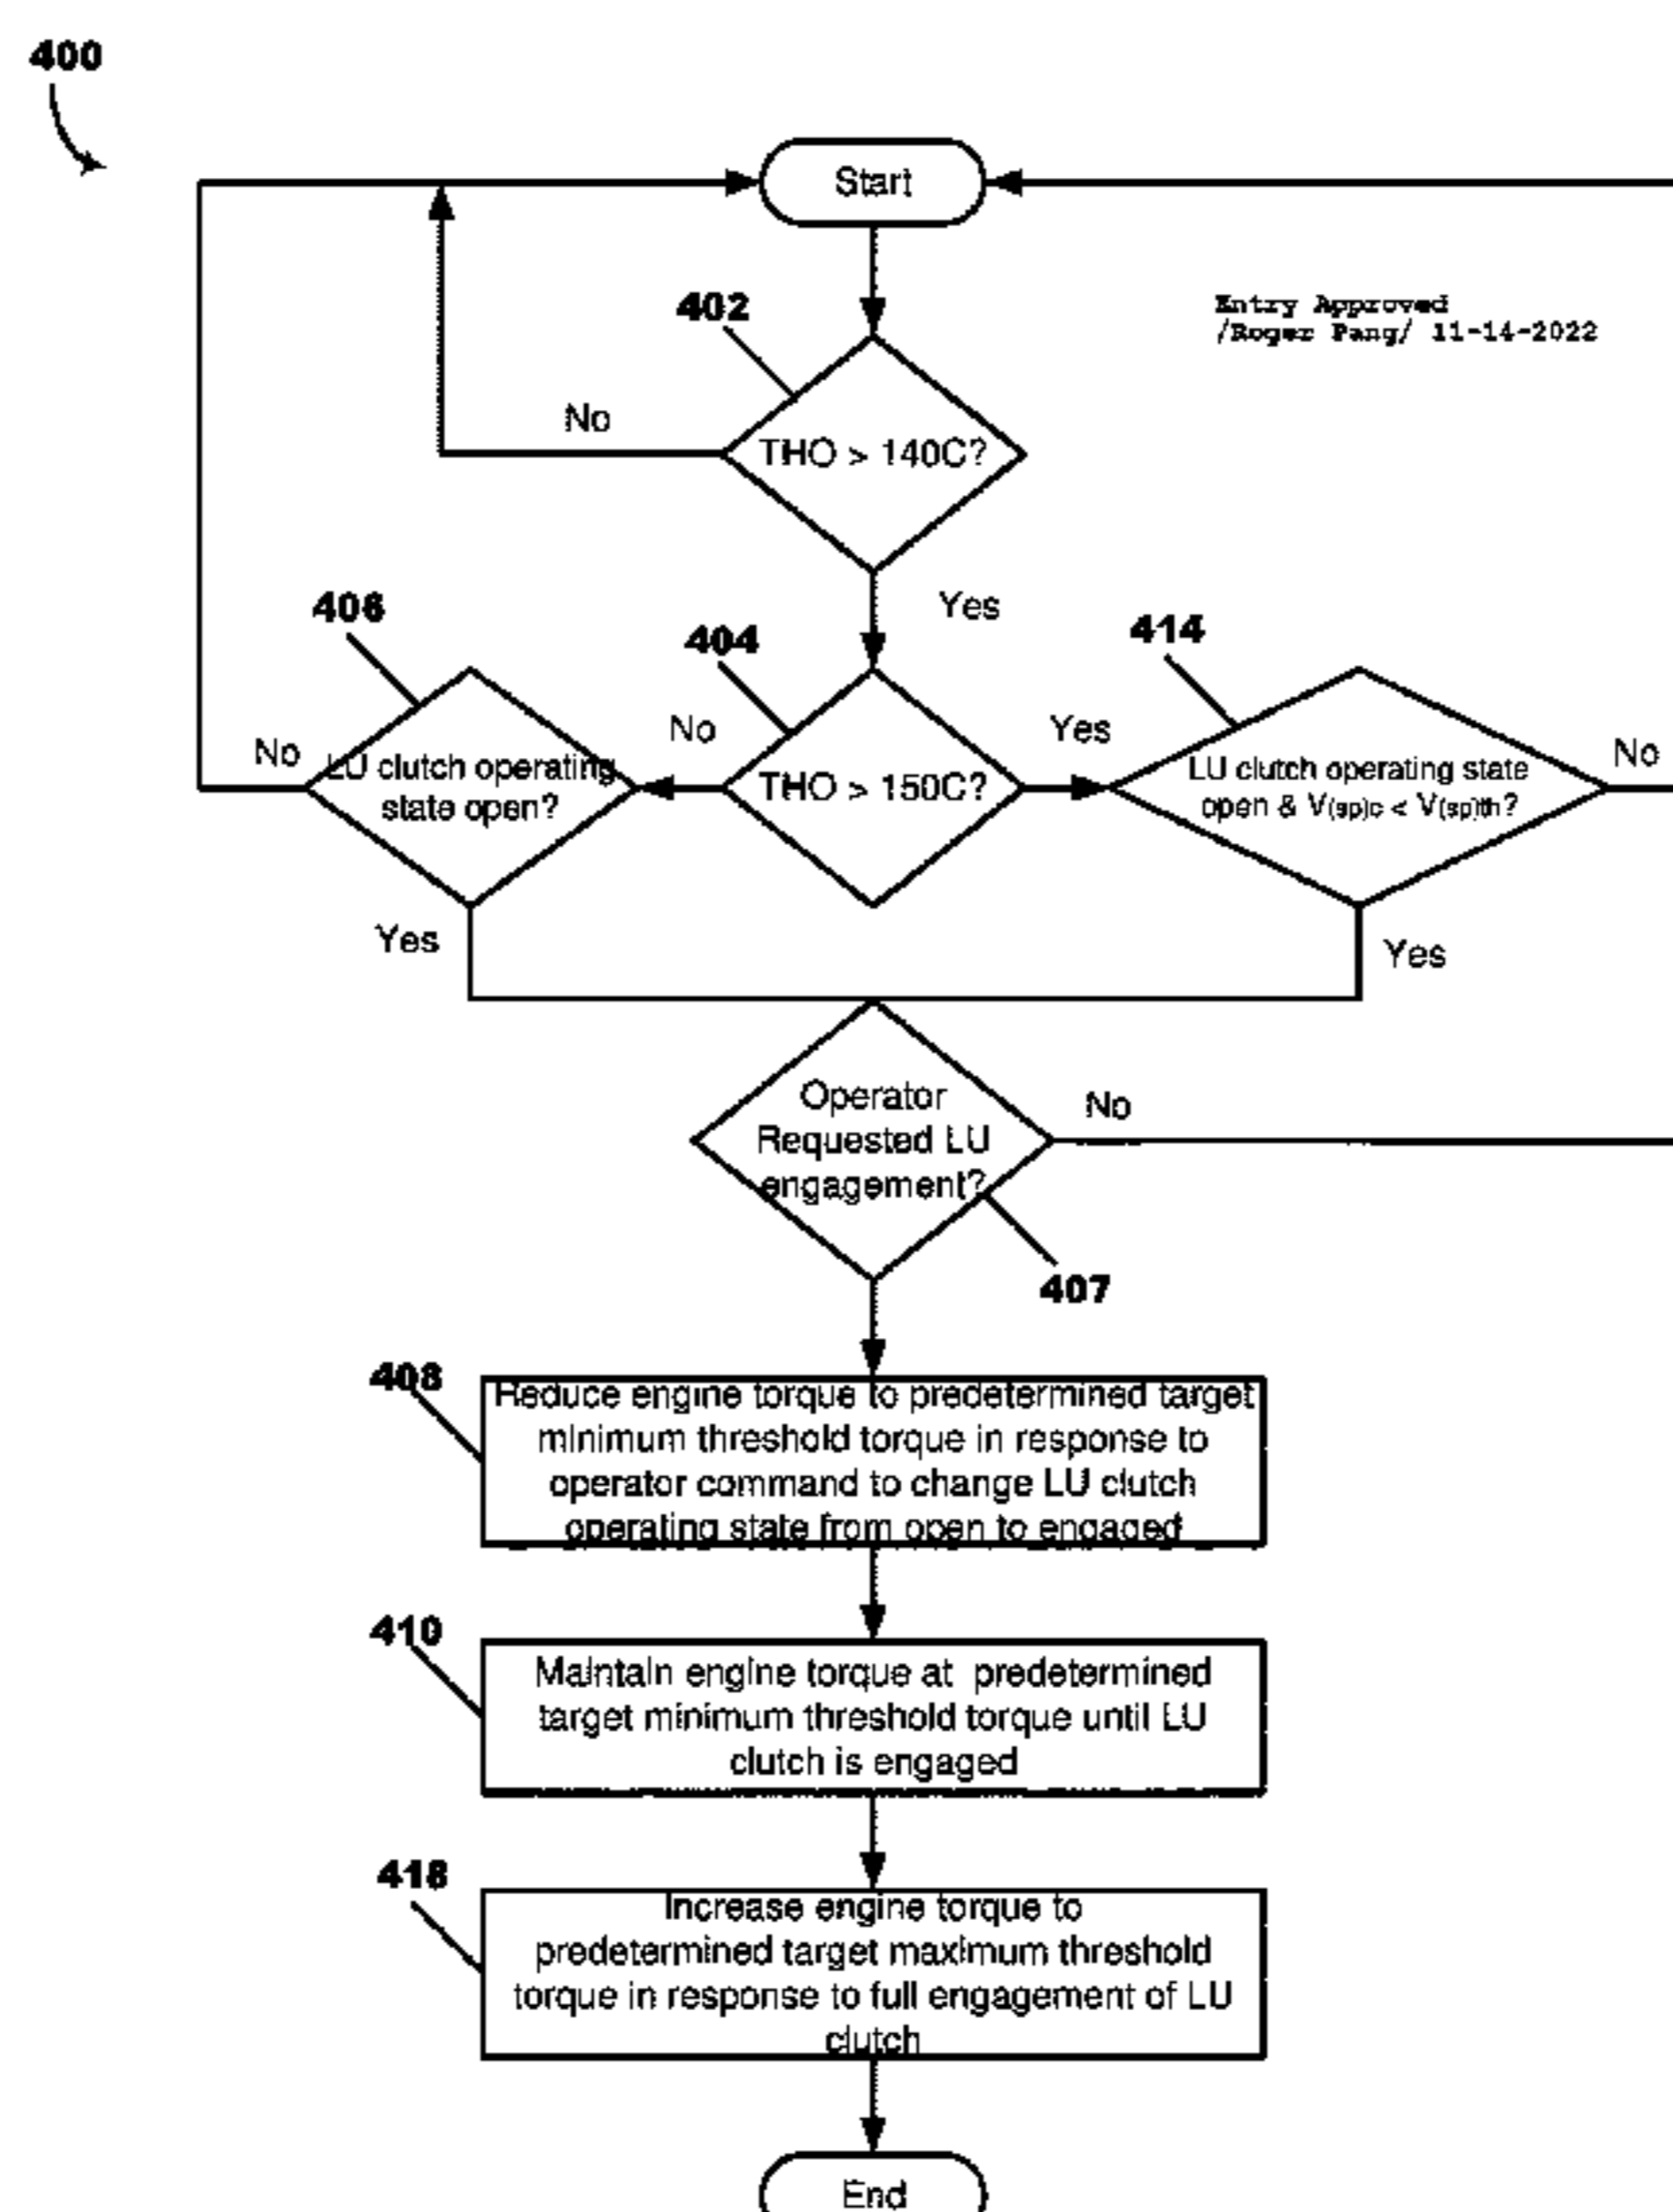 400
Start
Entry Approved
/Roger Pang/ 11-14-2022
402
No
THO > 140C?
Yes
406
404
414
No
LU clutch operating
state open?
No
THO > 150C?
Yes
LU clutch operating state
open & V(sp)c < V(sp)th?
No
Yes
Yes
Operator
Requested LU
engagement?
No
407
408
Reduce engine torque to predetermined target
minimum threshold torque in response to
operator command to change LU clutch
operating state from open to engaged
410
Maintain engine torque at predetermined
target minimum threshold torque until LU
clutch is engaged
418
Increase engine torque to
predetermined target maximum threshold
torque in response to full engagement of LU
clutch
End